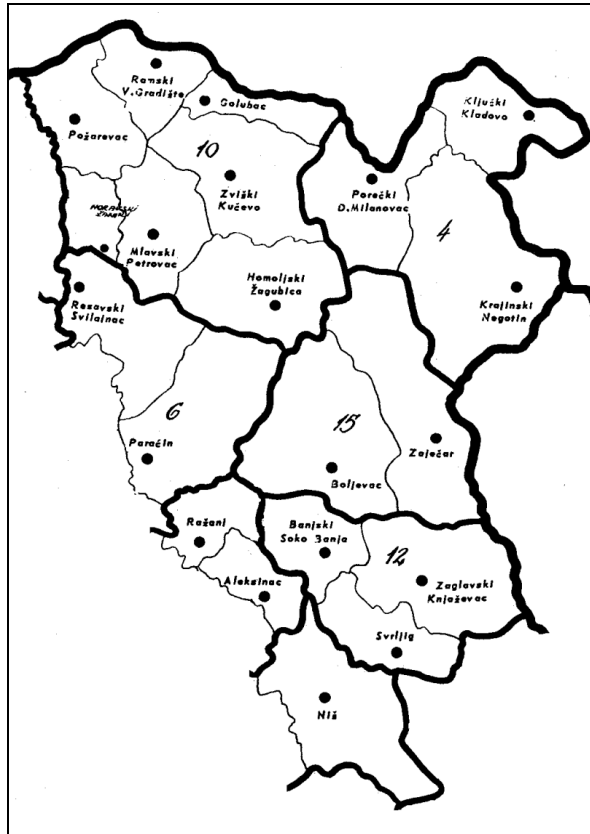 Ramski
V.Gradište
Golubac
Ključki
Kladovo
Požarevac
10
Zviški
Kučevo
Porečki
D.Milanovac
4
Mlavski
Petrovac
Homoljski
Žagubica
Resavski
Svilajnac
Krajinski
Negotin
6
15
Paraćin
Zaječar
Boljevac
Ražanj
Banjski
Soko Banja
12
Aleksinac
Zaglavski
Knjaževac
Svrljig
Niš